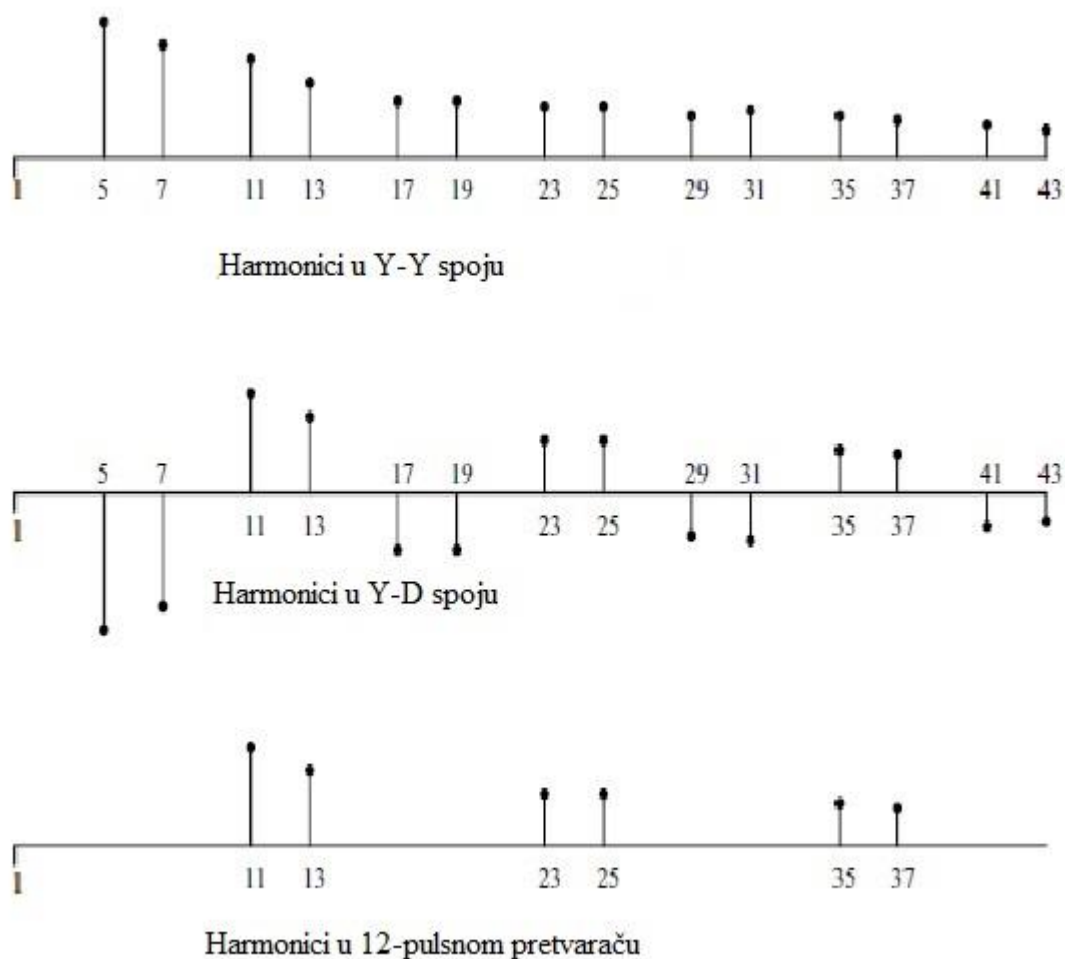 1 5 7 11 13 17 19 23 25 29 31 35 37 41 43
Harmonici u Y-Y spoju
5 7 17 19 29 31 41 43
1 11 13 23 25 35 37
Harmonici u Y-D spoju
1 11 13 23 25 35 37
Harmonici u 12-pulsnom pretvaraču